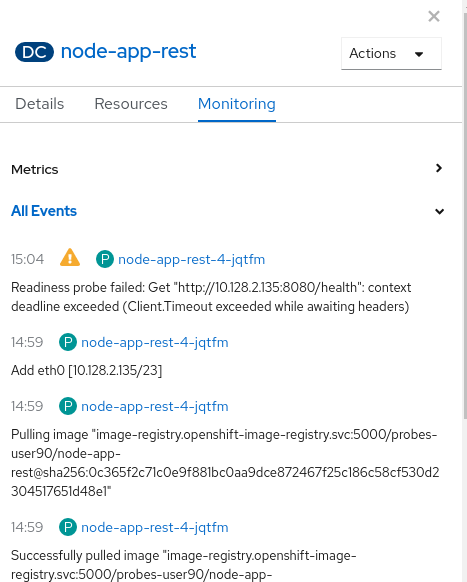 ×
DC node-app-rest
Actions
Details Resources Monitoring
Metrics
All Events
15:04 P node-app-rest-4-jqtfm
Readiness probe failed: Get "http://10.128.2.135:8080/health": context
deadline exceeded (Client.Timeout exceeded while awaiting headers)
14:59 P node-app-rest-4-jqtfm
Add eth0 [10.128.2.135/23]
14:59 P node-app-rest-4-jqtfm
Pulling image "image-registry.openshift-image-registry.svc:5000/probes-
user90/node-app-
rest@sha256:0c365f2c71c0e9f881bc0aa9dce872467f25c186c58cf530d2
304517651d48e1"
14:59 P node-app-rest-4-jqtfm
Successfully pulled image "image-registry.openshift-image-
registry.svc:5000/probes-user90/node-app-